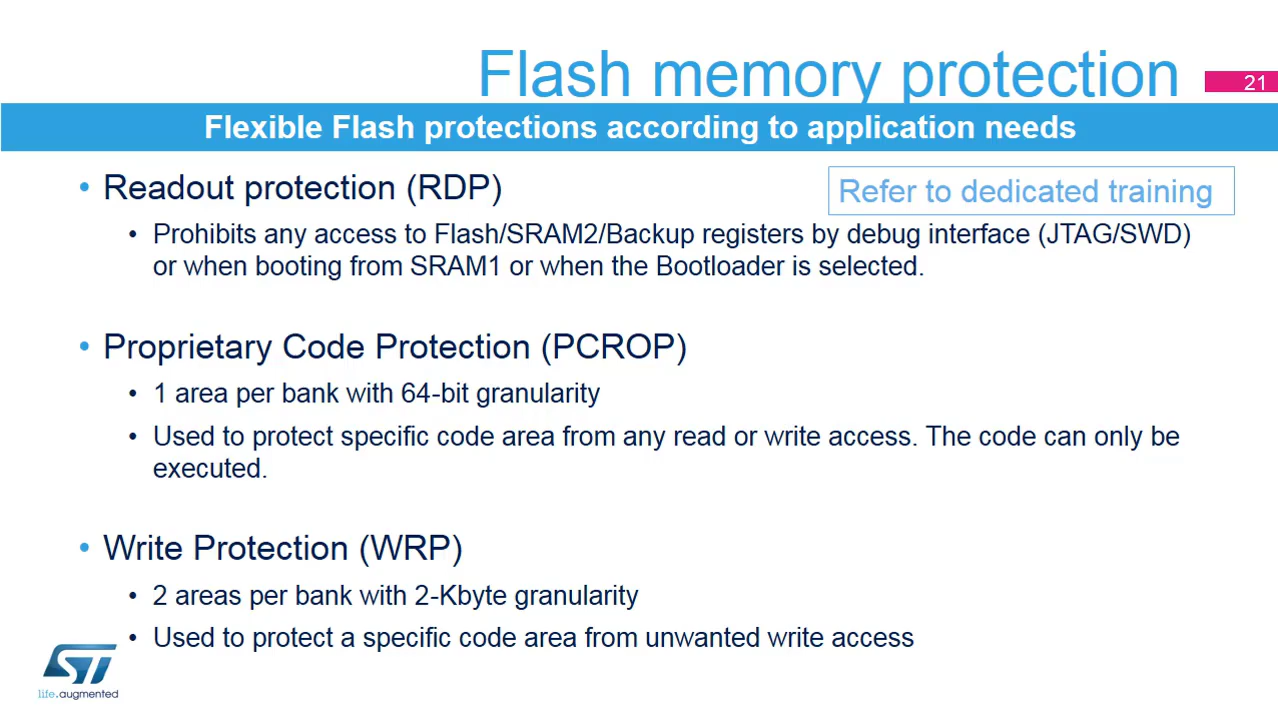 Flash memory protection
21
Flexible Flash protections according to application needs
• Readout protection (RDP)
Refer to dedicated training
• Prohibits any access to Flash/SRAM2/Backup registers by debug interface (JTAG/SWD)
or when booting from SRAM1 or when the Bootloader is selected.
• Proprietary Code Protection (PCROP)
• 1 area per bank with 64-bit granularity
• Used to protect specific code area from any read or write access. The code can only be
executed.
• Write Protection (WRP)
• 2 areas per bank with 2-Kbyte granularity
• Used to protect a specific code area from unwanted write access
ST
life.augmented